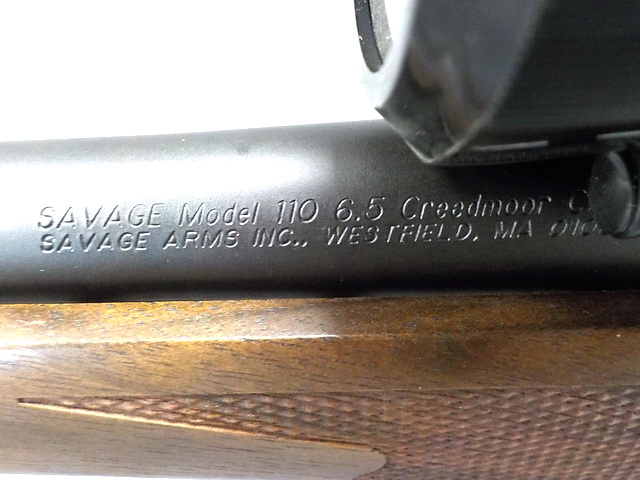 SAVAGE Model 110 6.5 Creedmoor
SAVAGE ARMS INC., WESTFIELD, MA